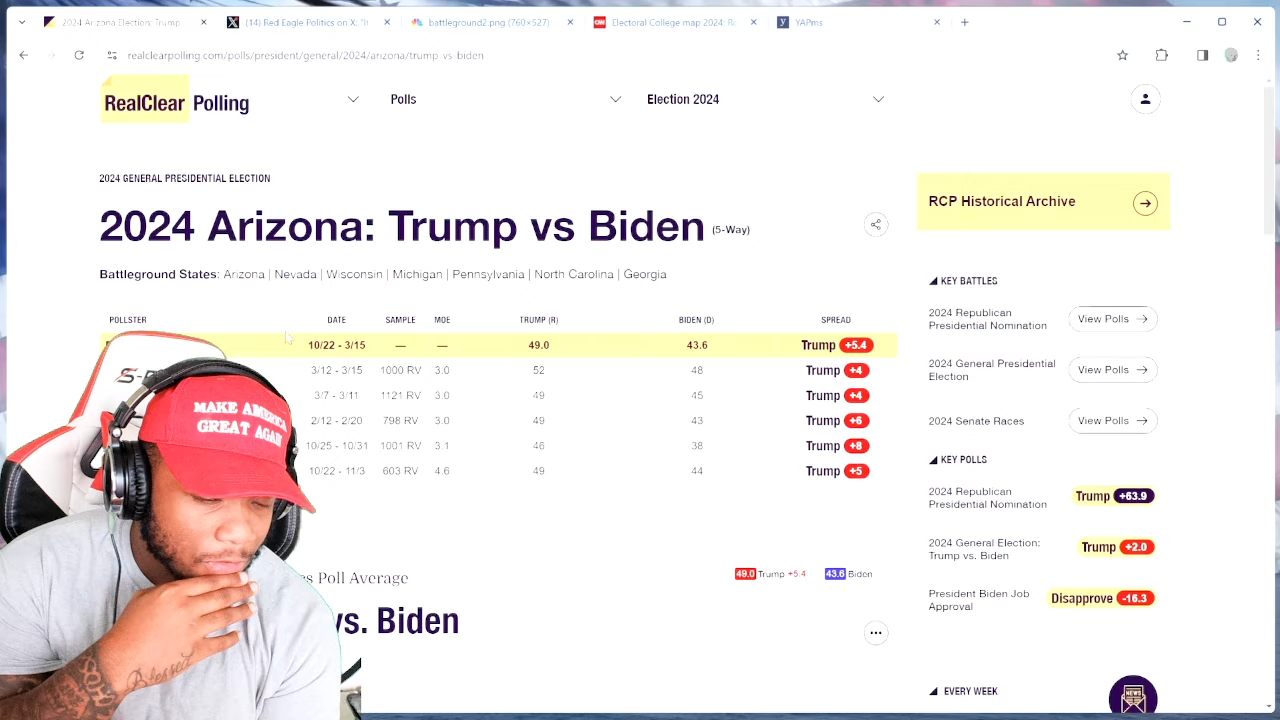 2024 Arizona Election: Trump
(14) Red Eagle Politics on X: "
battleground2.png (760×527)
Electoral College map 2024: R
YAPms
realclearpolling.com/polls/president/general/2024/arizona/trump-vs-biden
RealClear Polling
Polls
Election 2024
2024 GENERAL PRESIDENTIAL ELECTION
2024 Arizona: Trump vs Biden (5-Way)
Battleground States: Arizona | Nevada | Wisconsin | Michigan | Pennsylvania | North Carolina | Georgia
POLLSTER DATE SAMPLE MOE TRUMP (R) BIDEN (D) SPREAD
10/22 - 3/15 — — 49.0 43.6 Trump +5.4
3/12 - 3/15 1000 RV 3.0 52 48 Trump +4
3/7 - 3/11 1121 RV 3.0 49 45 Trump +4
2/12 - 2/20 798 RV 3.0 49 43 Trump +6
10/25 - 10/31 1001 RV 3.1 46 38 Trump +8
10/22 - 11/3 603 RV 4.6 49 44 Trump +5
s Poll Average
49.0 Trump +5.4 43.6 Biden
vs. Biden
RCP Historical Archive
KEY BATTLES
2024 Republican
Presidential Nomination
View Polls
2024 General Presidential
Election
View Polls
2024 Senate Races
View Polls
KEY POLLS
2024 Republican
Presidential Nomination
Trump +63.9
2024 General Election:
Trump vs. Biden
Trump +2.0
President Biden Job
Approval
Disapprove -16.3
EVERY WEEK
NEWS
MAKE AMERICA
GREAT AGAIN
Blessed